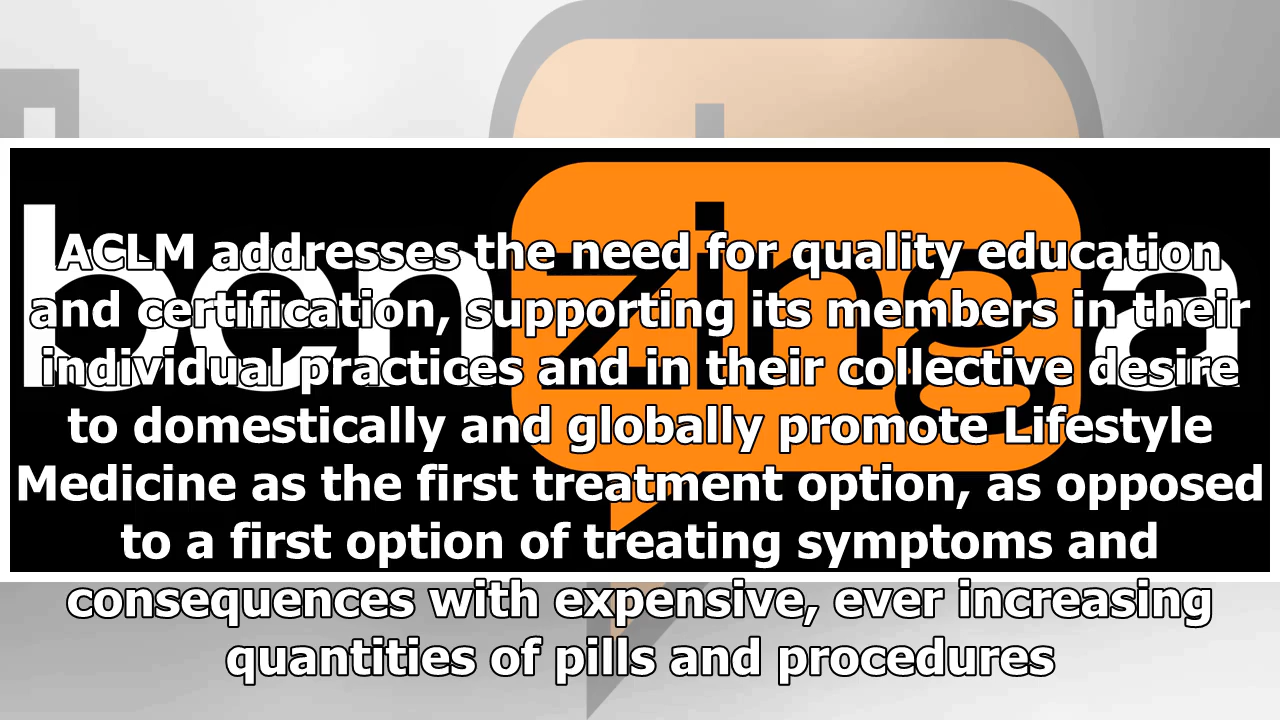 benzinga
ACLM addresses the need for quality education
and certification, supporting its members in their
individual practices and in their collective desire
to domestically and globally promote Lifestyle
Medicine as the first treatment option, as opposed
to a first option of treating symptoms and
consequences with expensive, ever increasing
quantities of pills and procedures